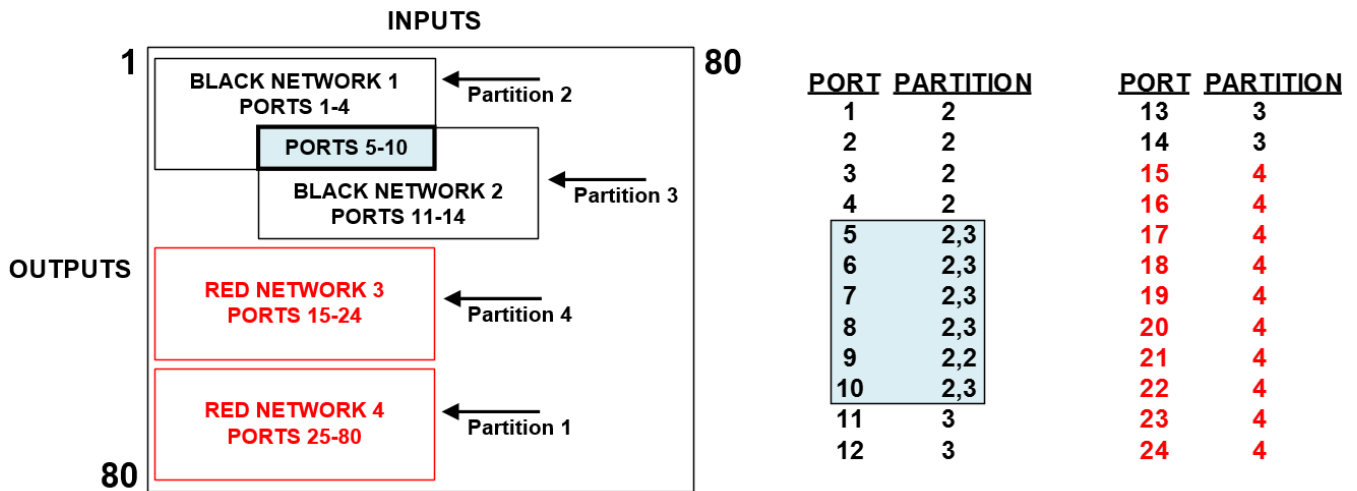 INPUTS
1
80
BLACK NETWORK 1
PORTS 1-4
Partition 2
PORTS 5-10
BLACK NETWORK 2
PORTS 11-14
Partition 3
OUTPUTS
RED NETWORK 3
PORTS 15-24
Partition 4
RED NETWORK 4
PORTS 25-80
Partition 1
80
PORT PARTITION
1 2
2 2
3 2
4 2
5 2,3
6 2,3
7 2,3
8 2,3
9 2,2
10 2,3
11 3
12 3
PORT PARTITION
13 3
14 3
15 4
16 4
17 4
18 4
19 4
20 4
21 4
22 4
23 4
24 4